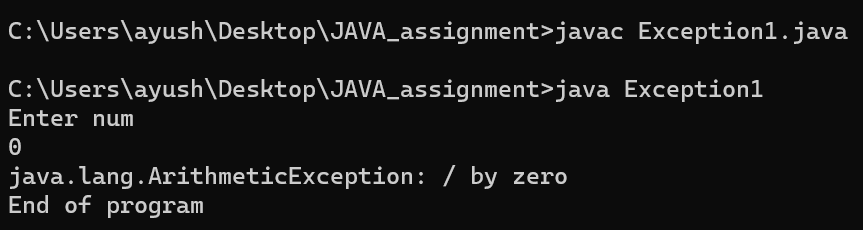 C:\Users\ayush\Desktop\JAVA_assignment>javac Exception1.java
C:\Users\ayush\Desktop\JAVA_assignment>java Exception1
Enter num
0
java.lang.ArithmeticException: / by zero
End of program